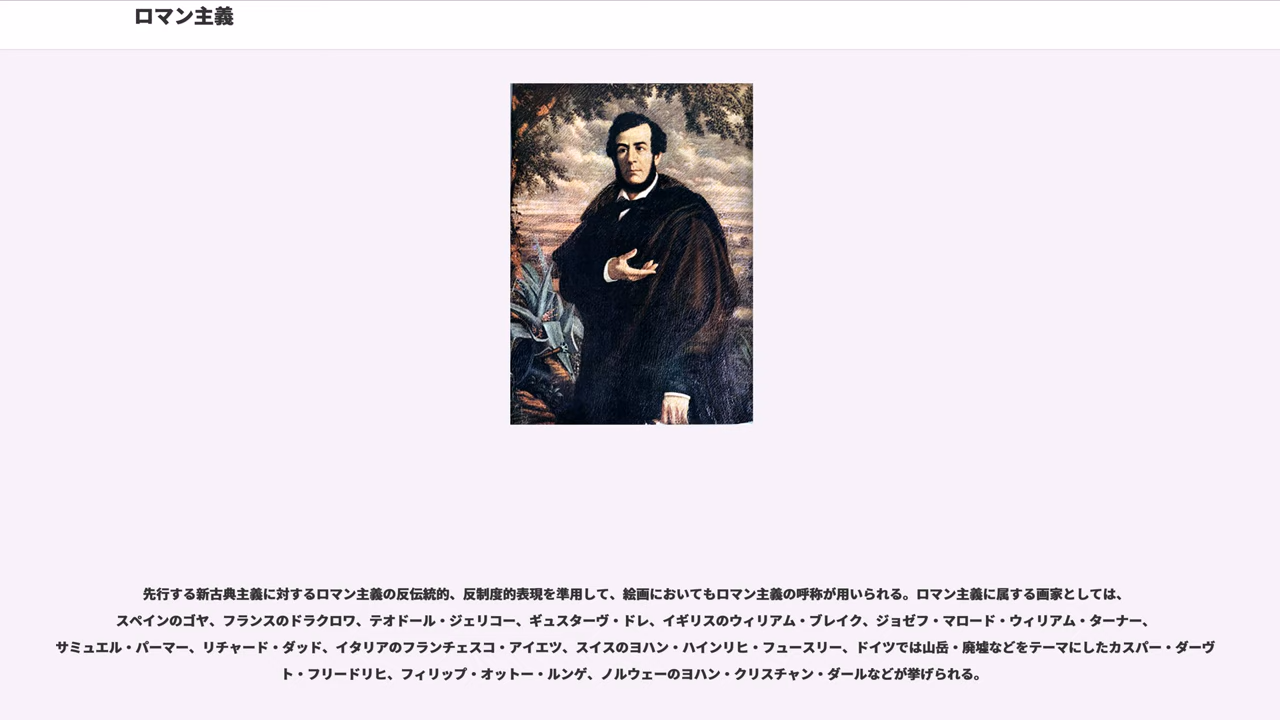 ロマン主義
先行する新古典主義に対するロマン主義の反伝統的、反制度的表現を準用して、絵画においてもロマン主義の呼称が用いられる。ロマン主義に属する画家としては、
スペインのゴヤ、フランスのドラクロワ、テオドール・ジェリコー、ギュスターヴ・ドレ、イギリスのウィリアム・ブレイク、ジョゼフ・マロード・ウィリアム・ターナー、
サミュエル・パーマー、リチャード・ダッド、イタリアのフランチェスコ・アイエツ、スイスのヨハン・ハインリヒ・フュースリー、ドイツでは山岳・廃墟などをテーマにしたカスパー・ダーヴ
ト・フリードリヒ、フィリップ・オットー・ルンゲ、ノルウェーのヨハン・クリスチャン・ダールなどが挙げられる。